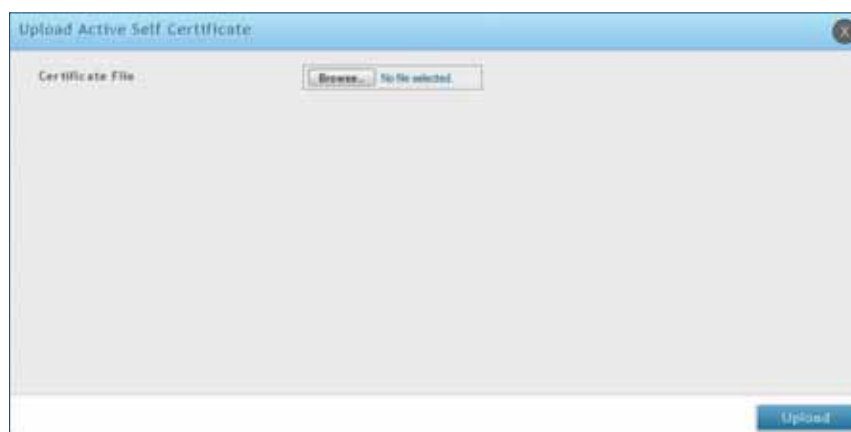 Upload Active Self Certificate
X
Certificate File
Browse... No file selected.
Upload